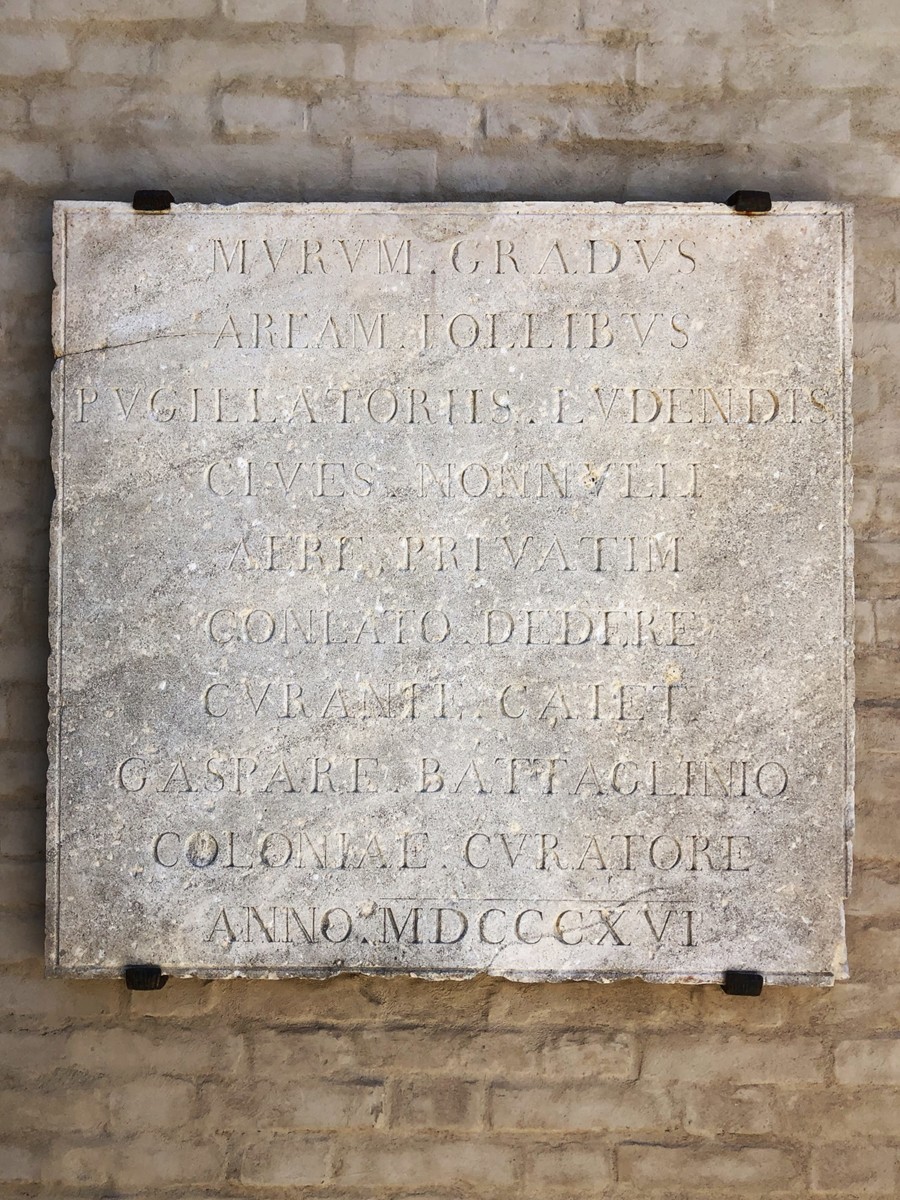 MVRVM . GRADVS
AREAM . FOLLIBVS
PVGILLATORIIS . LVDENDIS
CIVES . NONNVLLI
AERE . PRIVATIM
CONLATO . DEDERE
CVRANTE . CAIET.
GASPARE . BATTAGLINIO
COLONIAE . CVRATORE
ANNO . MDCCCXVI